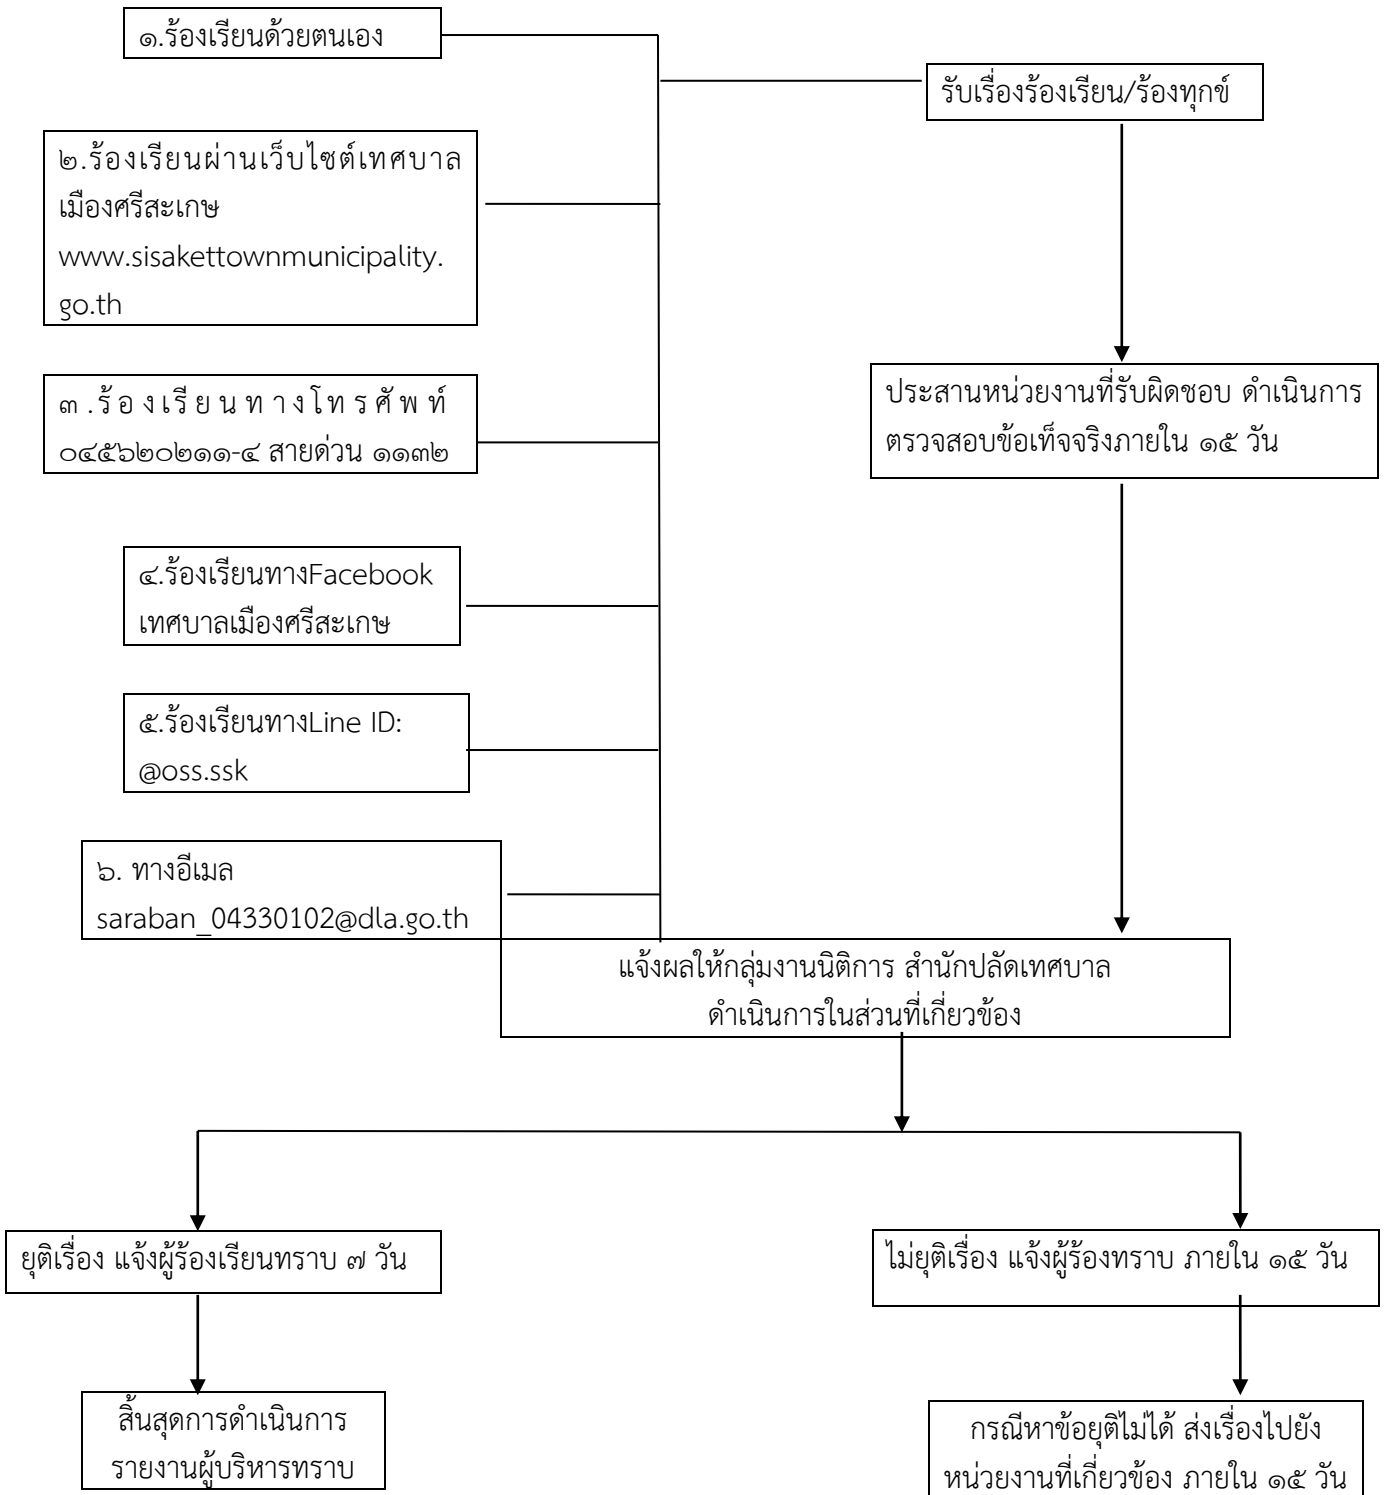 ๑.ร้องเรียนด้วยตนเอง
รับเรื่องร้องเรียน/ร้องทุกข์
๒.ร้องเรียนผ่านเว็บไซต์เทศบาล
เมืองศรีสะเกษ
www.sisakettownmunicipality.
go.th
๓.ร้องเรียนทางโทรศัพท์
๐๔๕๖๒๐๒๑๑-๔ สายด่วน ๑๑๓๒
ประสานหน่วยงานที่รับผิดชอบ ดำเนินการ
ตรวจสอบข้อเท็จจริงภายใน ๑๕ วัน
๔.ร้องเรียนทางFacebook
เทศบาลเมืองศรีสะเกษ
๕.ร้องเรียนทางLine ID:
@oss.ssk
๖. ทางอีเมล
saraban_04330102@dla.go.th
แจ้งผลให้กลุ่มงานนิติการ สำนักปลัดเทศบาล
ดำเนินการในส่วนที่เกี่ยวข้อง
ยุติเรื่อง แจ้งผู้ร้องเรียนทราบ ๗ วัน
ไม่ยุติเรื่อง แจ้งผู้ร้องทราบ ภายใน ๑๕ วัน
สิ้นสุดการดำเนินการ
รายงานผู้บริหารทราบ
กรณีหาข้อยุติไม่ได้ ส่งเรื่องไปยัง
หน่วยงานที่เกี่ยวข้อง ภายใน ๑๕ วัน